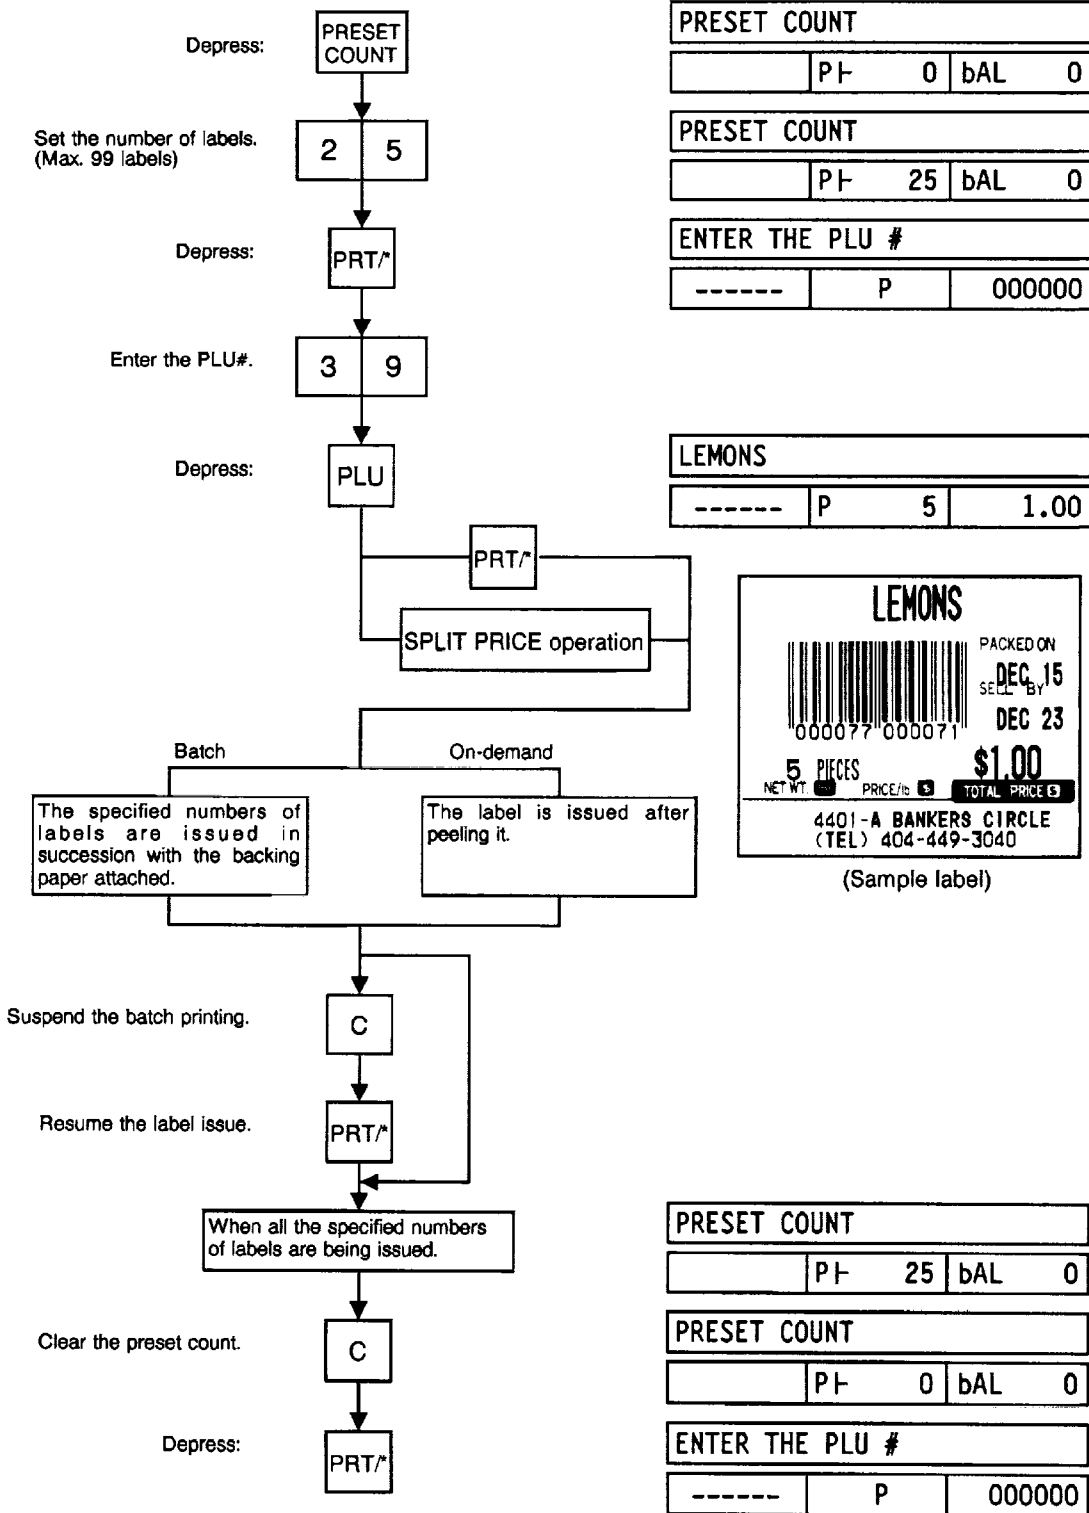 Depress:
PRESET
COUNT
PRESET COUNT
P⊢ 0 bAL 0
Set the number of labels.
(Max. 99 labels)
2 5
PRESET COUNT
P⊢ 25 bAL 0
Depress:
PRT/*
ENTER THE PLU #
------ P 000000
Enter the PLU#.
3 9
Depress:
PLU
LEMONS
------ P 5 1.00
PRT/*
SPLIT PRICE operation
LEMONS
PACKED ON
DEC 15
SELL BY
DEC 23
000077 000071
5 PIECES
$1.00
NET WT. PRICE/lb $ TOTAL PRICE $
4401-A BANKERS CIRCLE
(TEL) 404-449-3040
(Sample label)
Batch
On-demand
The specified numbers of
labels are issued in
succession with the backing
paper attached.
The label is issued after
peeling it.
Suspend the batch printing.
C
Resume the label issue.
PRT/*
When all the specified numbers
of labels are being issued.
PRESET COUNT
P⊢ 25 bAL 0
Clear the preset count.
C
PRESET COUNT
P⊢ 0 bAL 0
Depress:
PRT/*
ENTER THE PLU #
------ P 000000